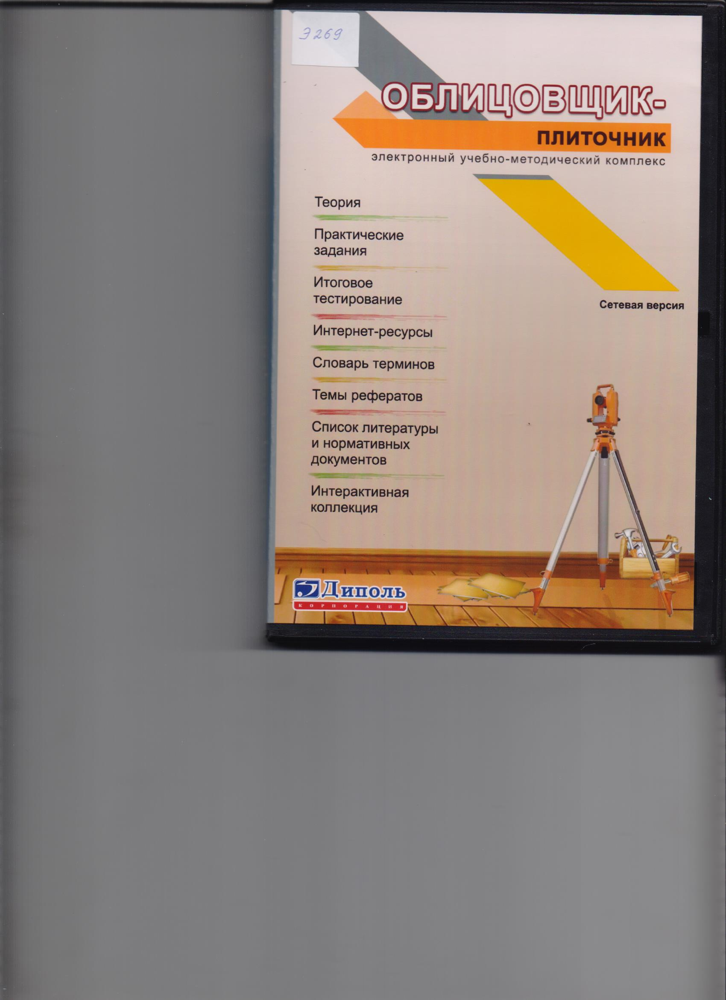 Э269
ОБЛИЦОВЩИК-
ПЛИТОЧНИК
электронный учебно-методический комплекс
Теория
Практические
задания
Итоговое
тестирование
Сетевая версия
Интернет-ресурсы
Словарь терминов
Темы рефератов
Список литературы
и нормативных
документов
Интерактивная
коллекция
Диполь
КОРПОРАЦИЯ